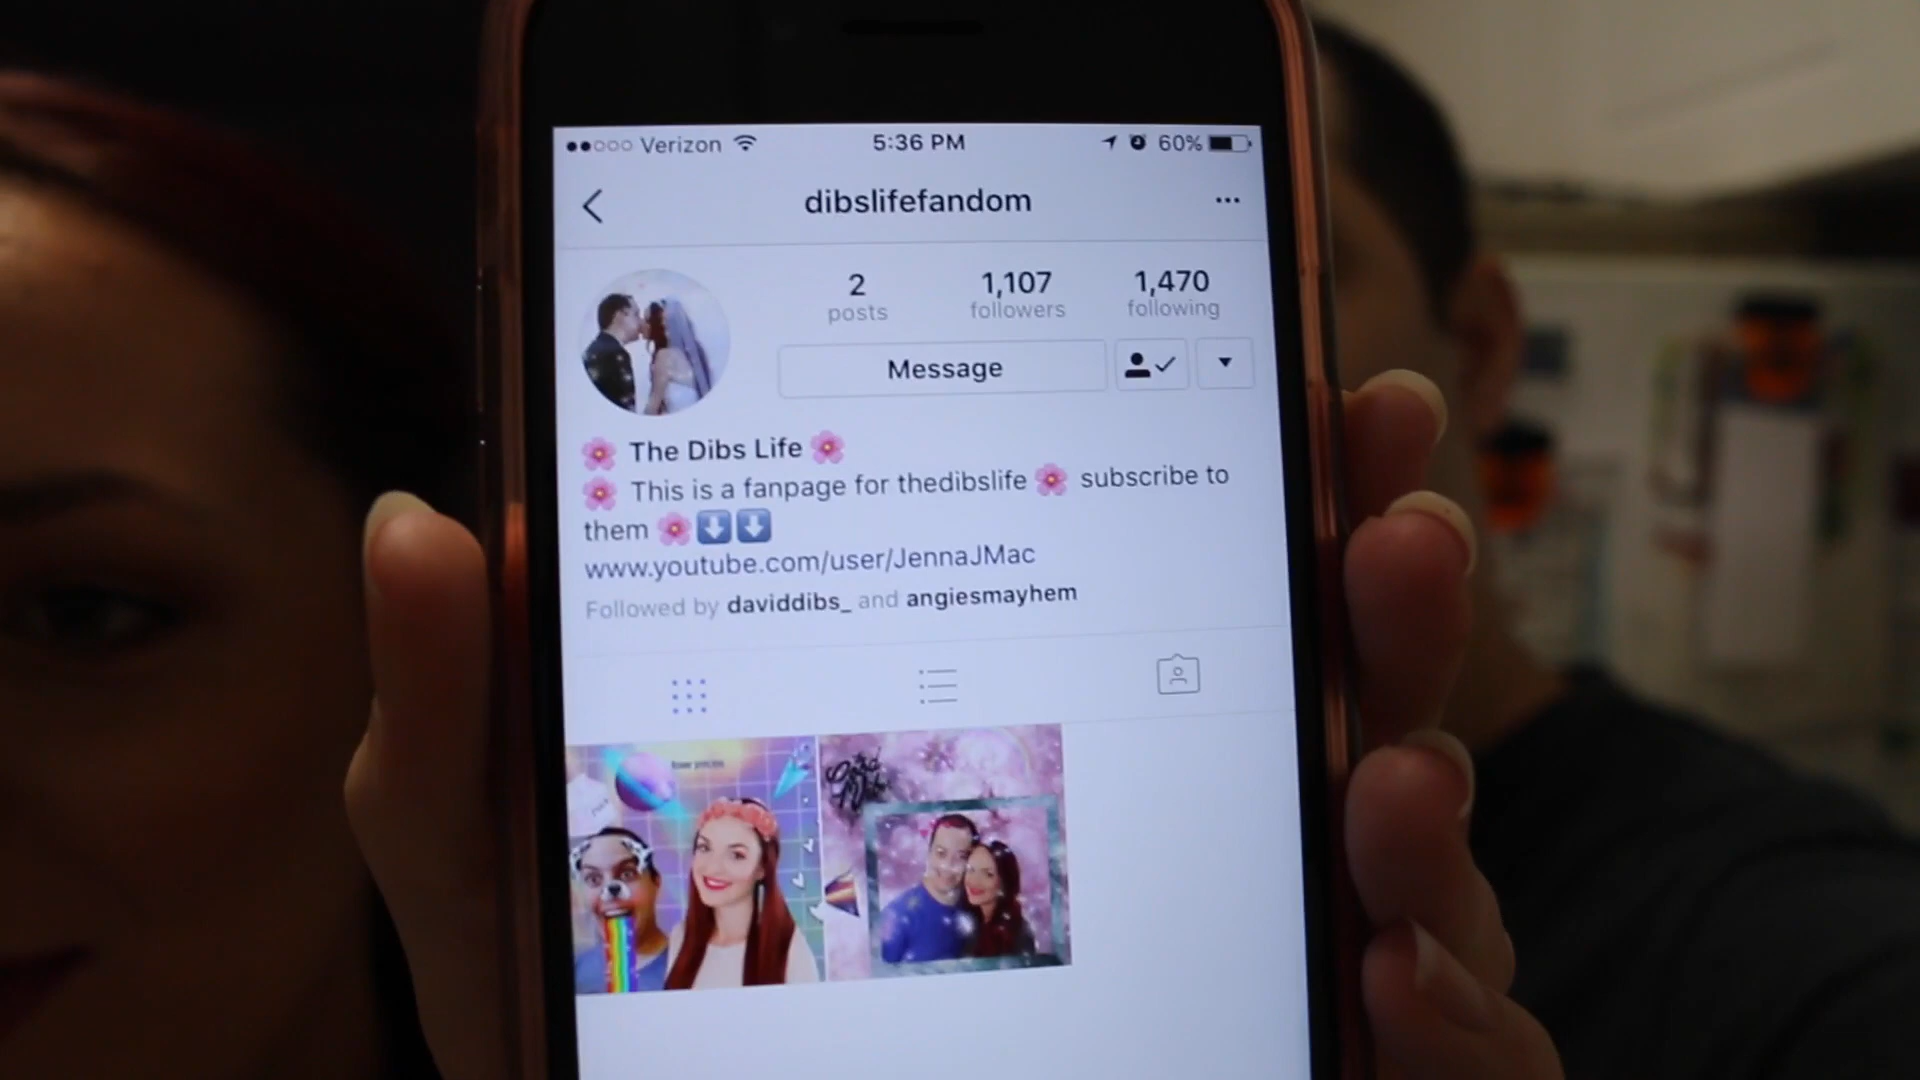 Verizon 5:36 PM 60%
dibslifefandom
2 1,107 1,470
posts followers following
Message
🌸 The Dibs Life 🌸
🌸 This is a fanpage for thedibslife 🌸 subscribe to
them 🌸⬇️⬇️
www.youtube.com/user/JennaJMac
Followed by daviddibs_ and angiesmayhem